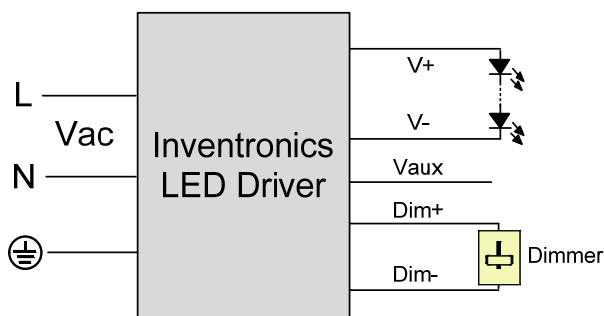 L
Vac
N
Inventronics
LED Driver
V+
V-
Vaux
Dim+
Dim-
Dimmer